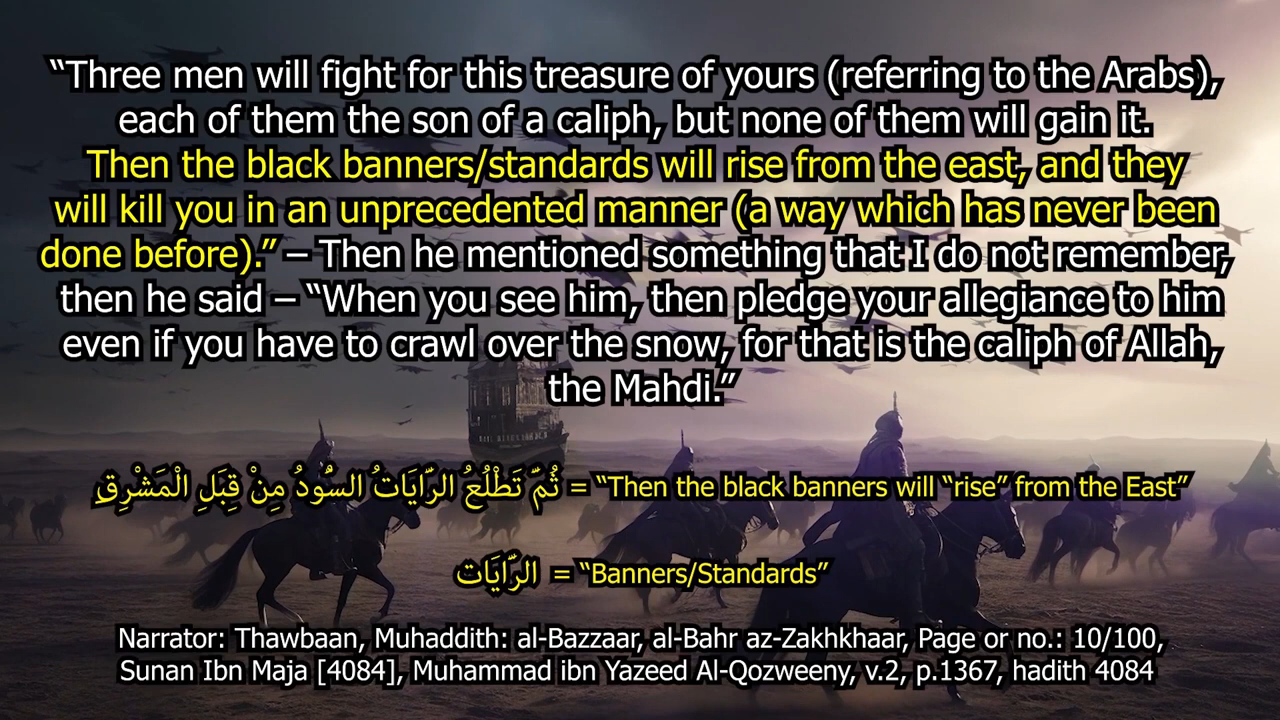 “Three men will fight for this treasure of yours (referring to the Arabs),
each of them the son of a caliph, but none of them will gain it.
Then the black banners/standards will rise from the east, and they
will kill you in an unprecedented manner (a way which has never been
done before).” – Then he mentioned something that I do not remember,
then he said – “When you see him, then pledge your allegiance to him
even if you have to crawl over the snow, for that is the caliph of Allah,
the Mahdi.”
ثُمَّ تَطْلُعُ الرَّايَاتُ السُّودُ مِنْ قِبَلِ الْمَشْرِقِ = “Then the black banners will “rise” from the East”
الرَّايَات = “Banners/Standards”
Narrator: Thawbaan, Muhaddith: al-Bazzaar, al-Bahr az-Zakhkhaar, Page or no.: 10/100,
Sunan Ibn Maja [4084], Muhammad ibn Yazeed Al-Qozweeny, v.2, p.1367, hadith 4084